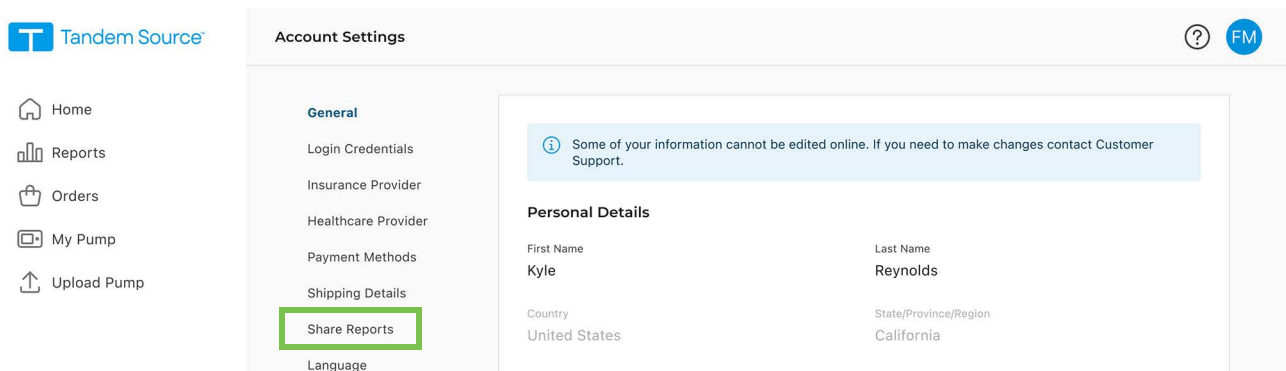 Tandem Source™
Home
Reports
Orders
My Pump
Upload Pump
Account Settings
?
FM
General
Login Credentials
Insurance Provider
Healthcare Provider
Payment Methods
Shipping Details
Share Reports
Language
Some of your information cannot be edited online. If you need to make changes contact Customer
Support.
Personal Details
First Name
Last Name
Kyle
Reynolds
Country
State/Province/Region
United States
California